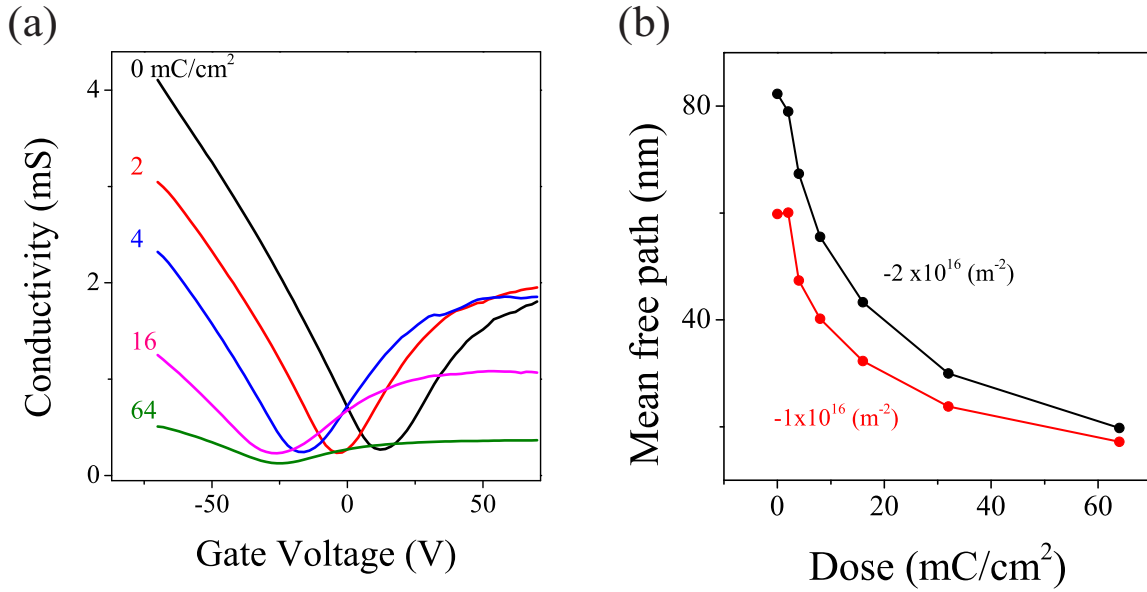 (a)
0 mC/cm²
2
4
16
64
4
2
0
-50
0
50
Conductivity (mS)
Gate Voltage (V)
(b)
80
40
0
20
40
60
-2 x10¹⁶ (m⁻²)
-1x10¹⁶ (m⁻²)
Mean free path (nm)
Dose (mC/cm²)